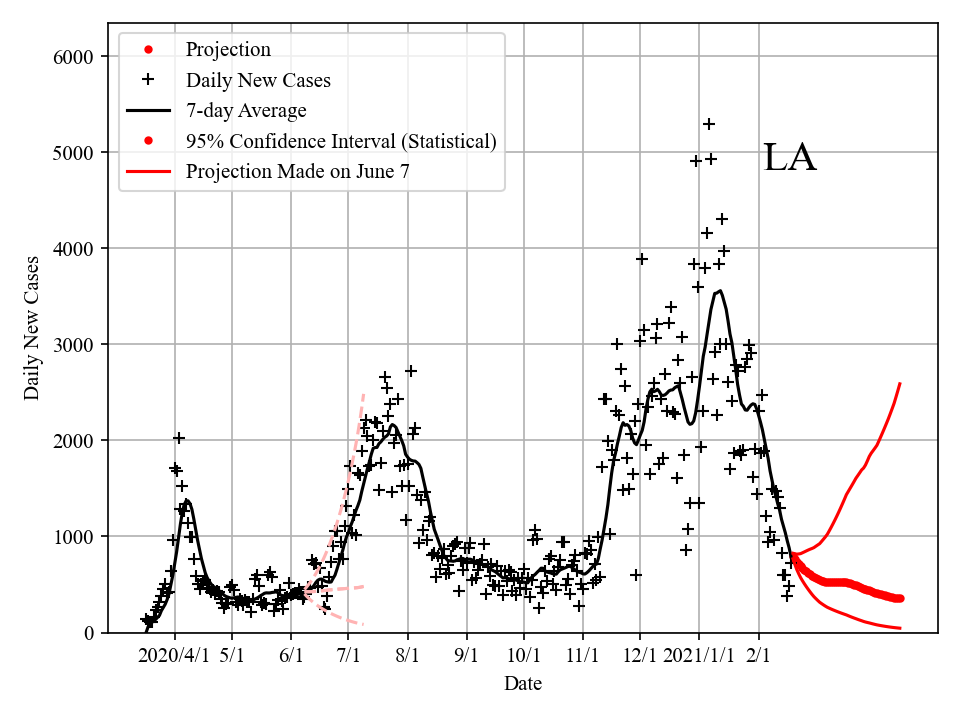 6000
5000
4000
3000
2000
1000
0
Daily New Cases
Projection
Daily New Cases
7-day Average
95% Confidence Interval (Statistical)
Projection Made on June 7
LA
2020/4/1 5/1 6/1 7/1 8/1 9/1 10/1 11/1 12/1 2021/1/1 2/1
Date